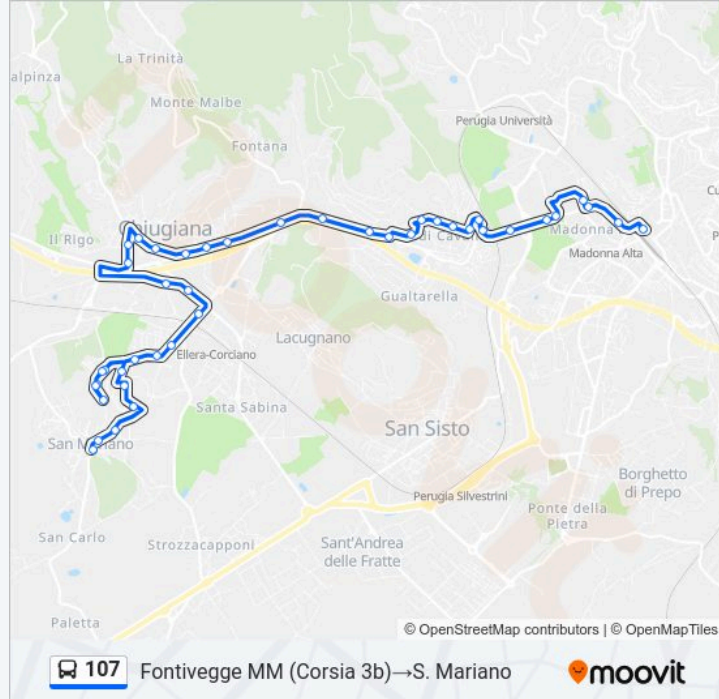 La Trinità
alpinza
Monte Malbe
Perugia Università
Fontana
Chiugiana
Il Rigo
Madonna
Cu
P
di Cave
Madonna Alta
Gualtarella
Lacugnano
Ellera-Corciano
Santa Sabina
San Sisto
San M iano
Borghetto
di Prepo
Perugia Silvestrini
Ponte della
Pietra
San Carlo
Strozzacapponi
Sant'Andrea
delle Fratte
Paletta
© OpenStreetMap contributors | © OpenMapTiles
107 Fontivegge MM (Corsia 3b)→S. Mariano
moovit